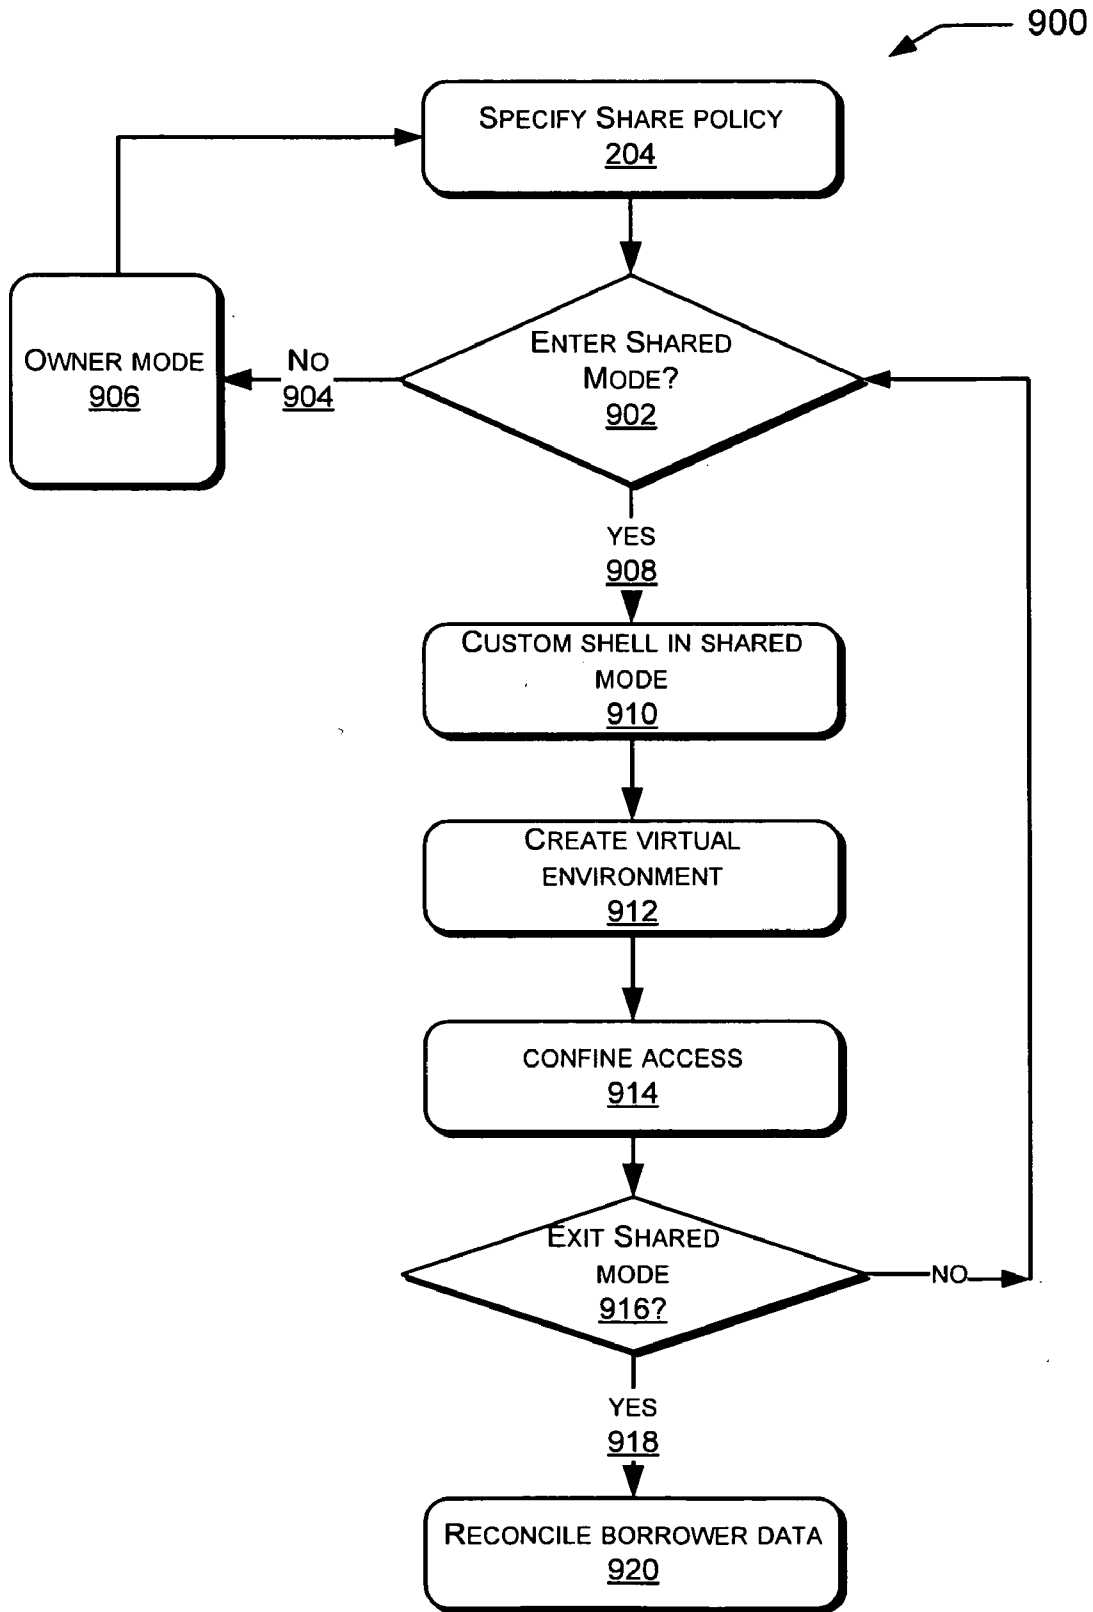 900
SPECIFY SHARE POLICY
204
ENTER SHARED
MODE?
902
NO
904
OWNER MODE
906
YES
908
CUSTOM SHELL IN SHARED
MODE
910
CREATE VIRTUAL
ENVIRONMENT
912
CONFINE ACCESS
914
EXIT SHARED
MODE
916?
NO
YES
918
RECONCILE BORROWER DATA
920